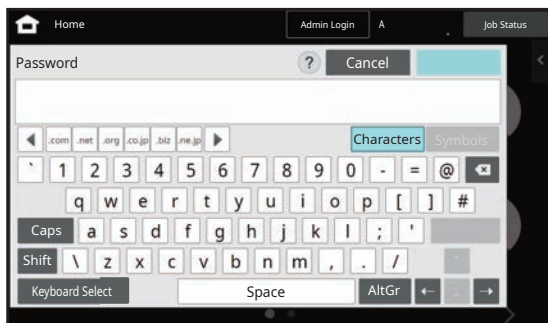 Home Admin Login A Job Status
Password ? Cancel
.com .net .org .co.jp .biz .ne.jp Characters Symbols
` 1 2 3 4 5 6 7 8 9 0 - = @
q w e r t y u i o p [ ] #
Caps a s d f g h j k l ; '
Shift \ z x c v b n m , . /
Keyboard Select Space AltGr ← →